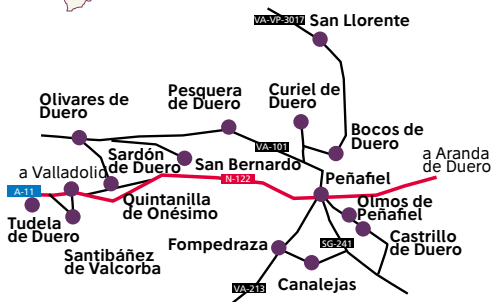 VA-VP-3017
San Llorente
Pesquera
de Duero
Curiel de
Duero
Olivares de
Duero
Bocos de
Duero
VA-101
a Aranda
de Duero
Sardón
de Duero
San Bernardo
a Valladolid
N-122
Peñafiel
A-11
Quintanilla
de Onésimo
Olmos de
Peñafiel
Tudela
de Duero
Castrillo
de Duero
Fompedraza
SG-241
Santibáñez
de Valcorba
Canalejas
VA-213